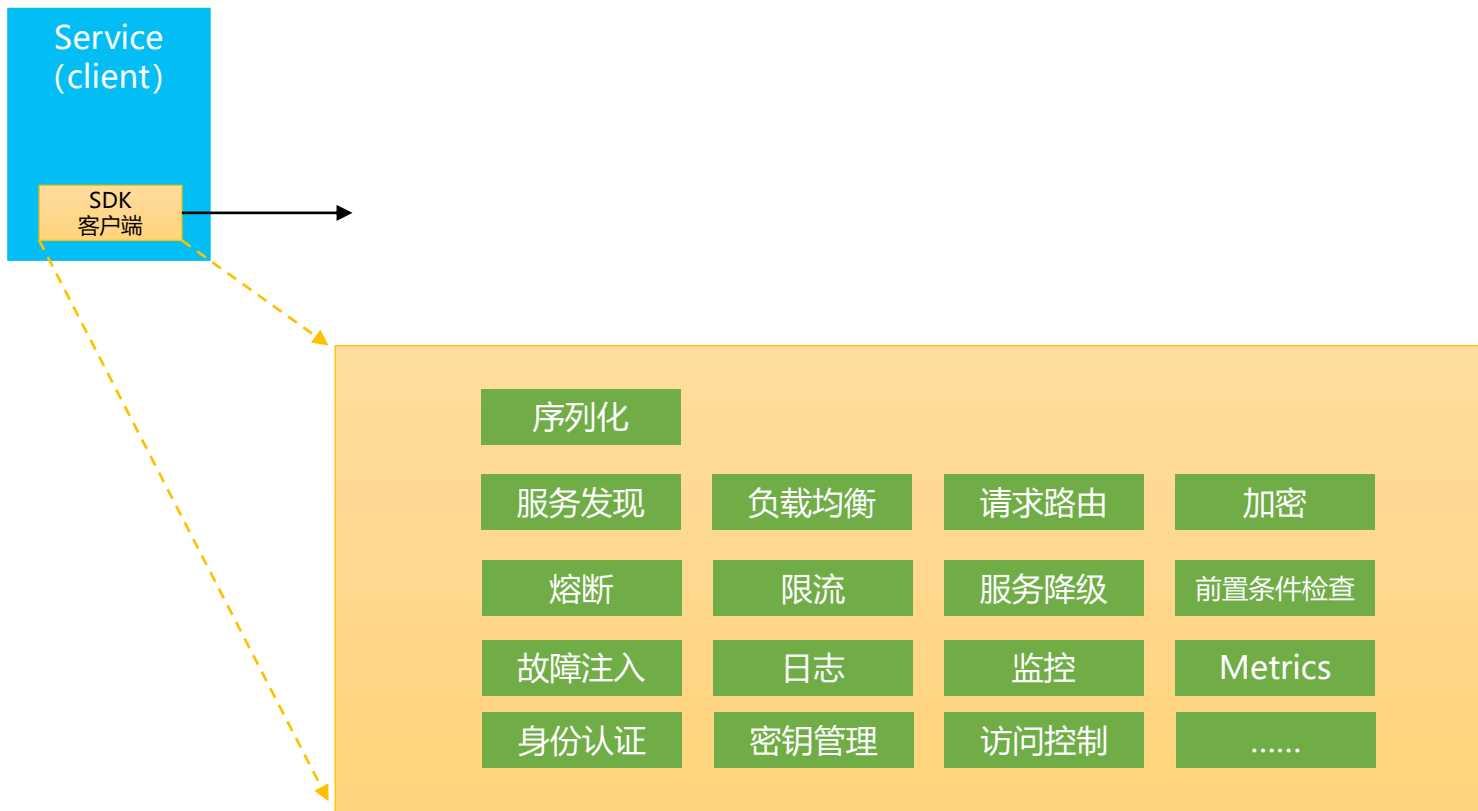 Service
(client)
SDK
客户端
序列化
服务发现 负载均衡 请求路由 加密
熔断 限流 服务降级 前置条件检查
故障注入 日志 监控 Metrics
身份认证 密钥管理 访问控制 ……